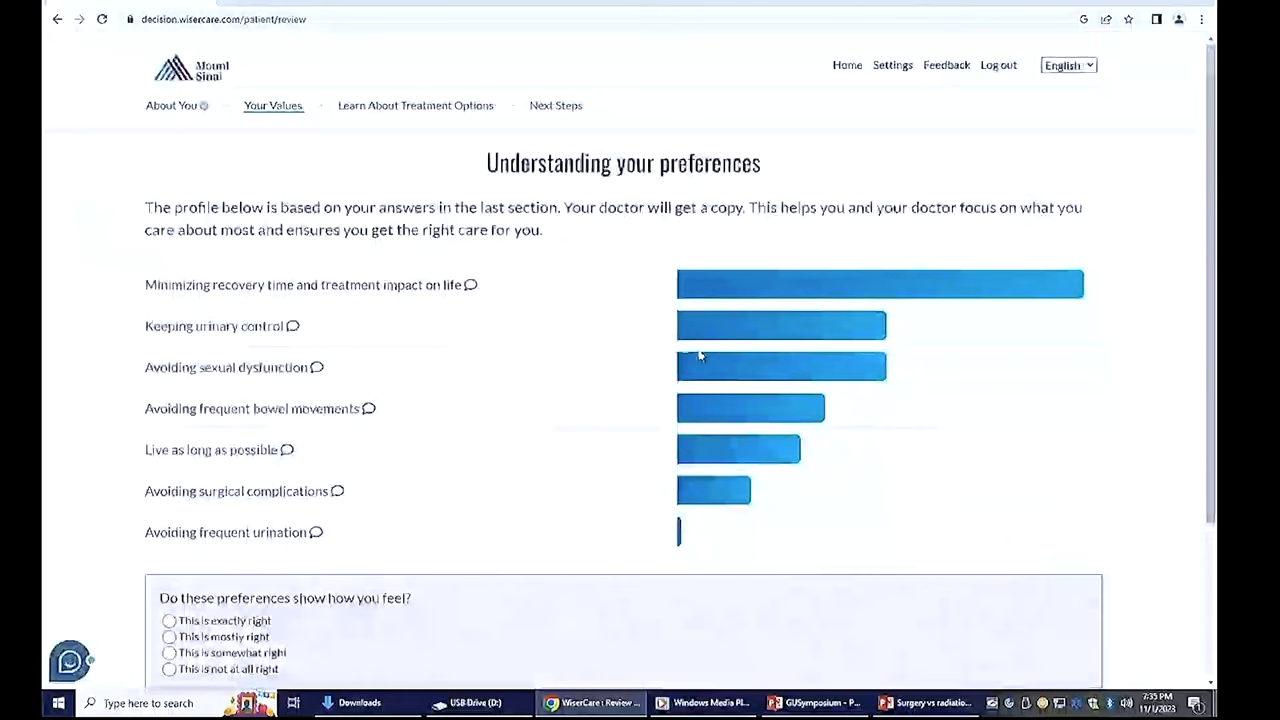 decision.wisercare.com/patient/review
Mount
Sinai
Home Settings Feedback Log out English
About You Your Values Learn About Treatment Options Next Steps
Understanding your preferences
The profile below is based on your answers in the last section. Your doctor will get a copy. This helps you and your doctor focus on what you
care about most and ensures you get the right care for you.
Minimizing recovery time and treatment impact on life
Keeping urinary control
Avoiding sexual dysfunction
Avoiding frequent bowel movements
Live as long as possible
Avoiding surgical complications
Avoiding frequent urination
Do these preferences show how you feel?
This is exactly right
This is mostly right
This is somewhat right
This is not at all right
Type here to search Downloads USB Drive (D:) WiserCare : Review ... Windows Media Pl... GUSymposium - P... Surgery vs radiatio... 7:35 PM
11/1/2023